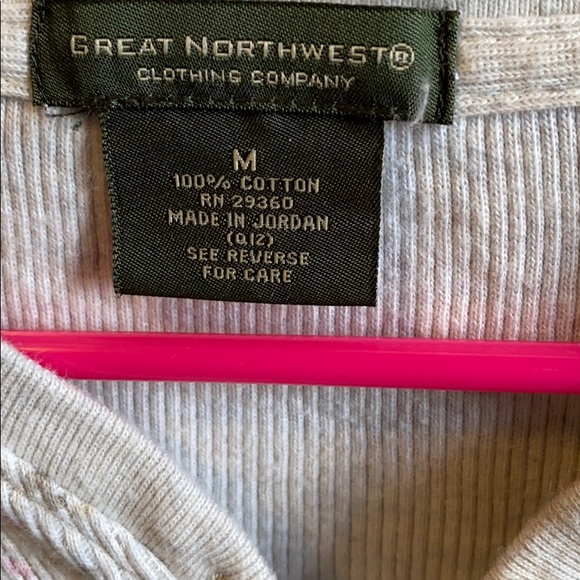 GREAT NORTHWEST®
CLOTHING COMPANY
M
100% COTTON
RN 29360
MADE IN JORDAN
(Q12)
SEE REVERSE
FOR CARE